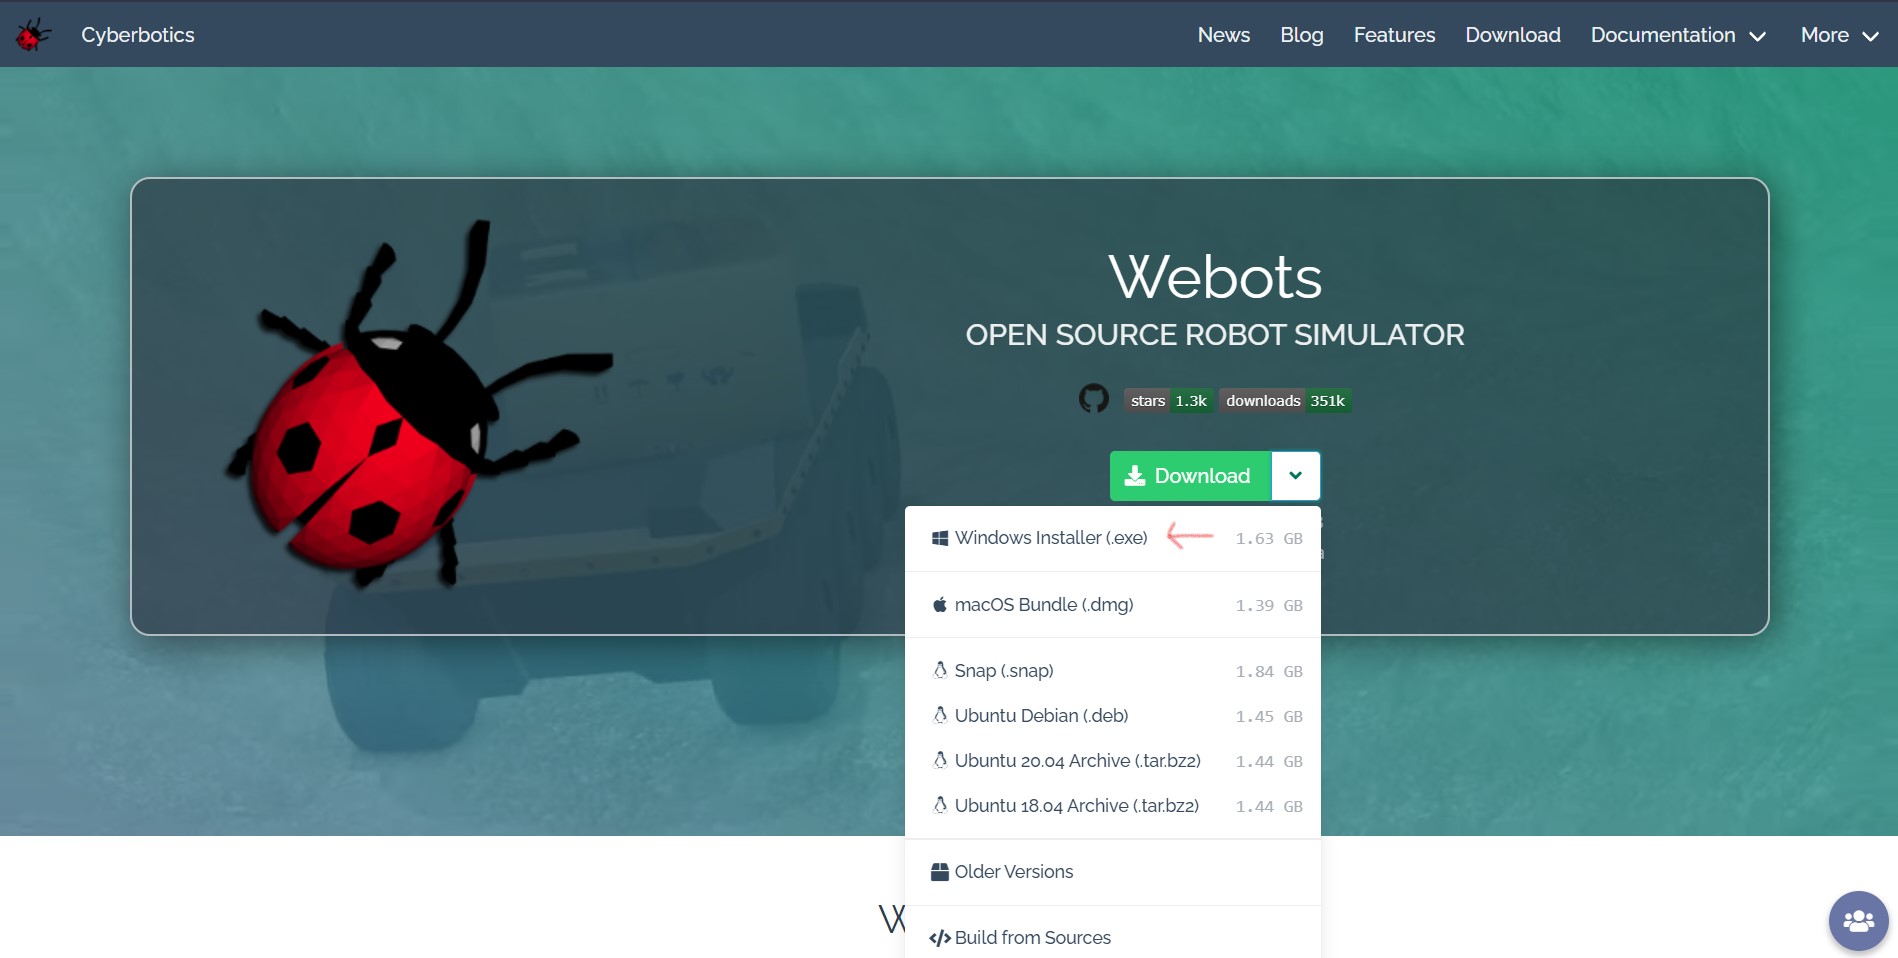 Cyberbotics
News Blog Features Download Documentation More
Webots
OPEN SOURCE ROBOT SIMULATOR
stars 1.3k downloads 351k
Download
Windows Installer (.exe) 1.63 GB
macOS Bundle (.dmg) 1.39 GB
Snap (.snap) 1.84 GB
Ubuntu Debian (.deb) 1.45 GB
Ubuntu 20.04 Archive (.tar.bz2) 1.44 GB
Ubuntu 18.04 Archive (.tar.bz2) 1.44 GB
Older Versions
Build from Sources